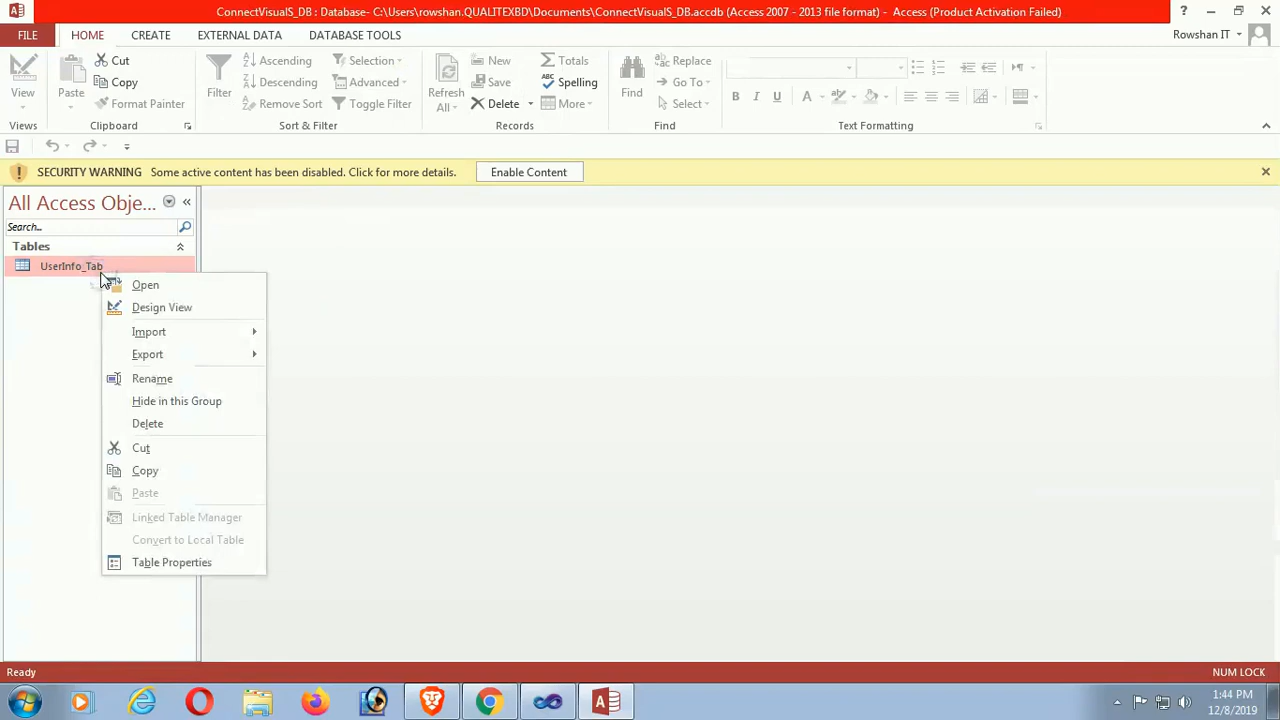 ConnectVisualS_DB : Database- C:\Users\rowshan.QUALITEXBD\Documents\ConnectVisualS_DB.accdb (Access 2007 - 2013 file format) - Access (Product Activation Failed)
FILE HOME CREATE EXTERNAL DATA DATABASE TOOLS Rowshan IT
View
Views
Paste
Cut
Copy
Format Painter
Clipboard
Filter
Ascending
Descending
Remove Sort
Selection
Advanced
Toggle Filter
Sort & Filter
Refresh
All
New
Save
Delete
Totals
Spelling
More
Records
Find
Replace
Go To
Select
Find
B I U A
Text Formatting
SECURITY WARNING Some active content has been disabled. Click for more details. Enable Content
All Access Obje...
Search...
Tables
UserInfo_Tab
Open
Design View
Import
Export
Rename
Hide in this Group
Delete
Cut
Copy
Paste
Linked Table Manager
Convert to Local Table
Table Properties
Ready NUM LOCK
1:44 PM
12/8/2019